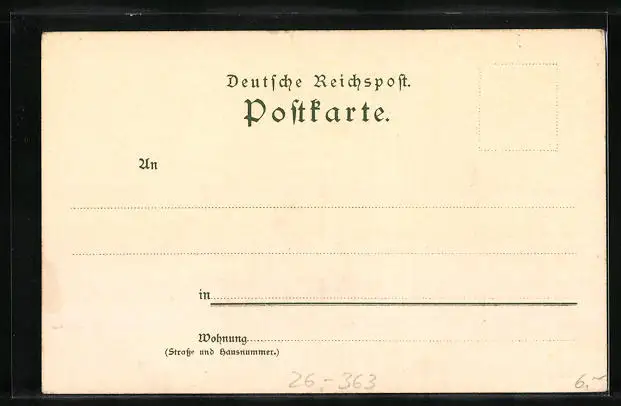 Deutſche Reichspoſt.
Poſtkarte.
An
in
Wohnung
(Straße und Hausnummer.)
26-363
6,-